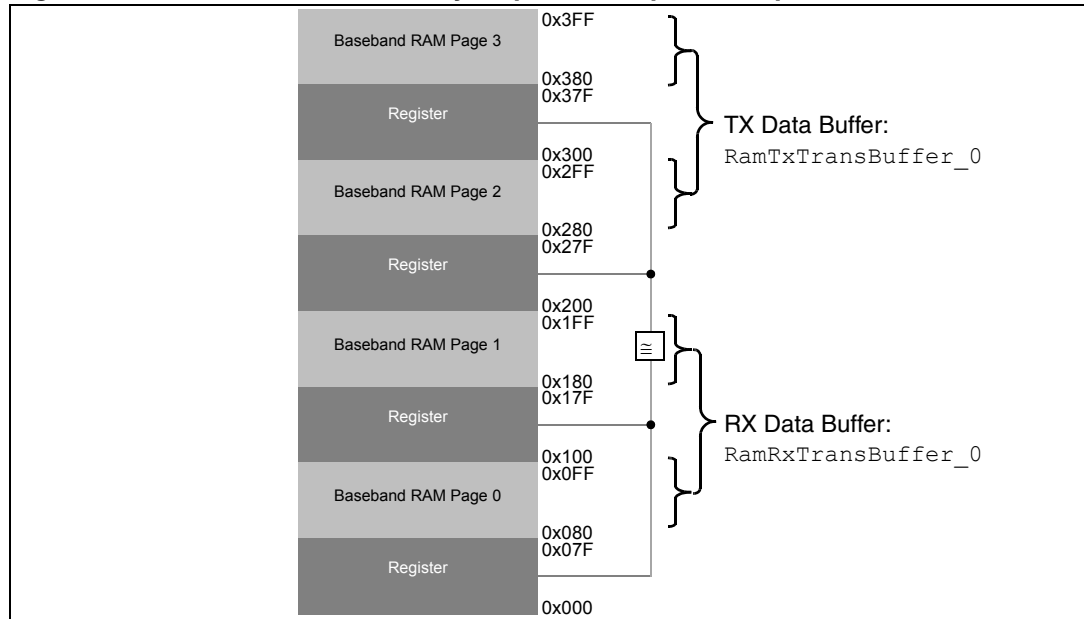 0x3FF
Baseband RAM Page 3
0x380
0x37F
Register
TX Data Buffer:
0x300
RamTxTransBuffer_0
0x2FF
Baseband RAM Page 2
0x280
0x27F
Register
0x200
0x1FF
Baseband RAM Page 1
≅
0x180
0x17F
Register
RX Data Buffer:
0x100
RamRxTransBuffer_0
0x0FF
Baseband RAM Page 0
0x080
0x07F
Register
0x000